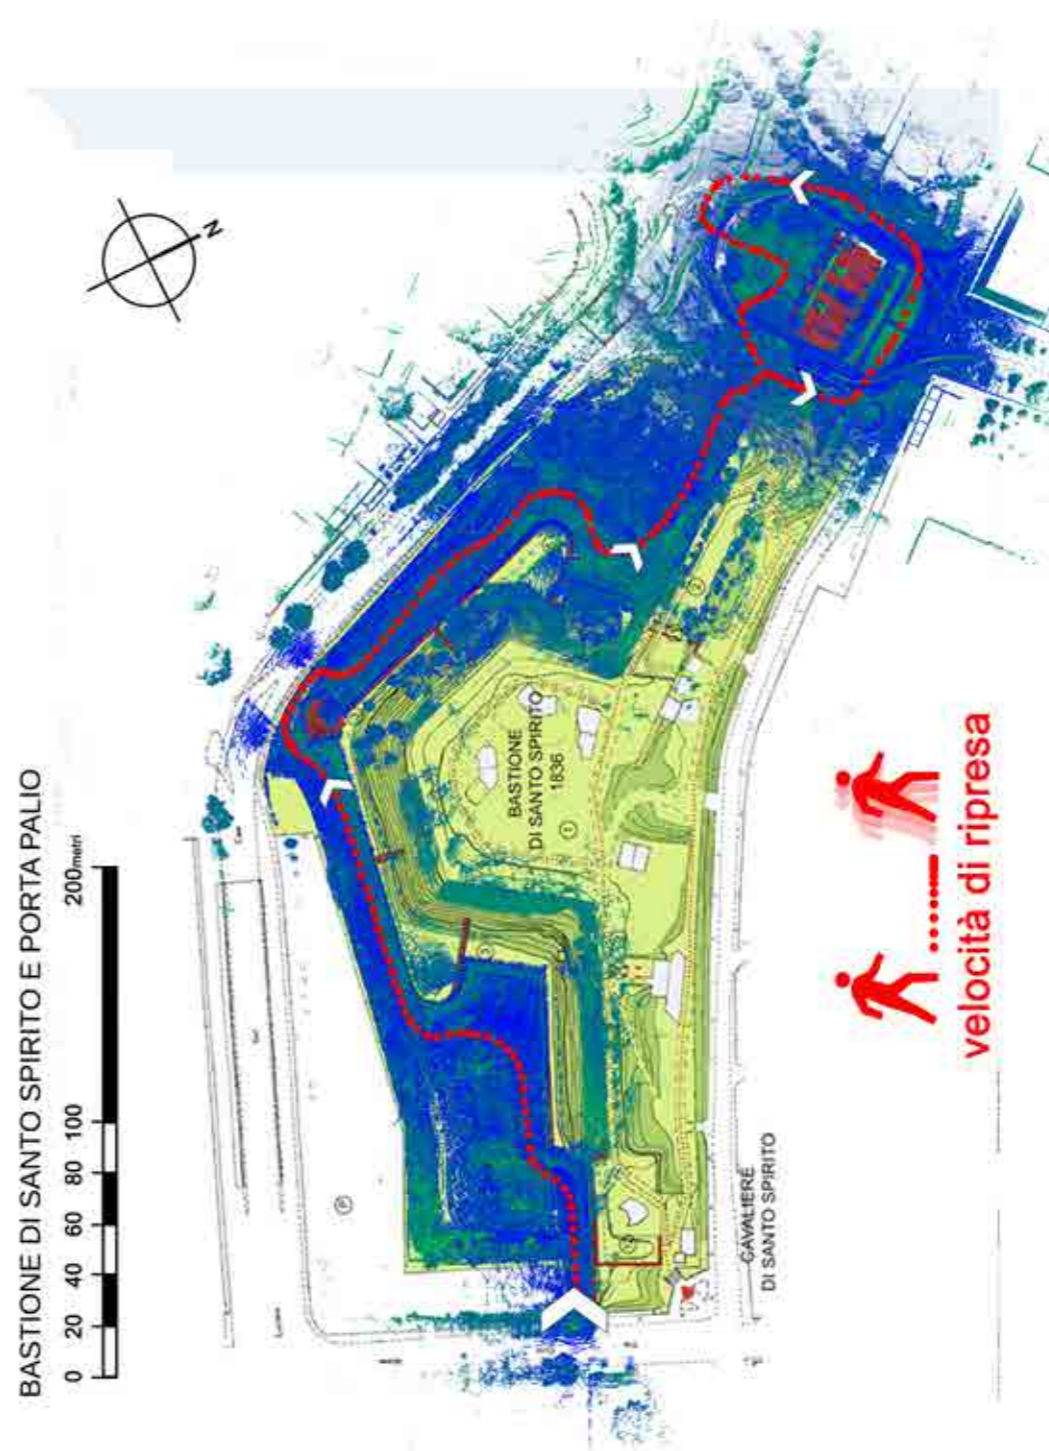 BASTIONE DI SANTO SPIRITO E PORTA PALIO
0 20 40 60 80 100 200metri
N
BASTIONE
DI SANTO SPIRITO
1836
CAVALIERE
DI SANTO SPIRITO
velocità di ripresa